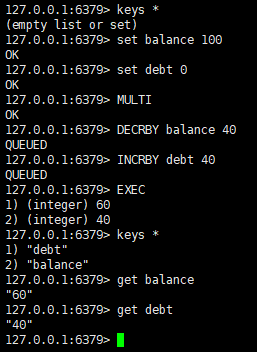 127.0.0.1:6379> keys *
(empty list or set)
127.0.0.1:6379> set balance 100
OK
127.0.0.1:6379> set debt 0
OK
127.0.0.1:6379> MULTI
OK
127.0.0.1:6379> DECRBY balance 40
QUEUED
127.0.0.1:6379> INCRBY debt 40
QUEUED
127.0.0.1:6379> EXEC
1) (integer) 60
2) (integer) 40
127.0.0.1:6379> keys *
1) "debt"
2) "balance"
127.0.0.1:6379> get balance
"60"
127.0.0.1:6379> get debt
"40"
127.0.0.1:6379>